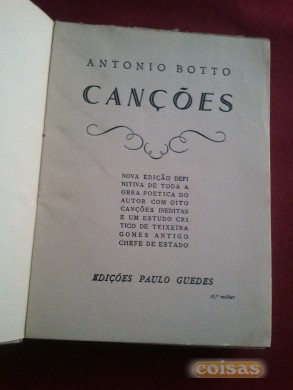 ANTONIO BOTTO
CANÇÕES
NOVA EDIÇÃO DEFI
NITIVA DE TODA A
OBRA POETICA DO
AUTOR COM OITO
CANÇÕES INEDITAS
E UM ESTUDO CRI
TICO DE TEIXEIRA
GOMES ANTIGO
CHEFE DE ESTADO
EDIÇÕES PAULO GUEDES
milhar
coisas